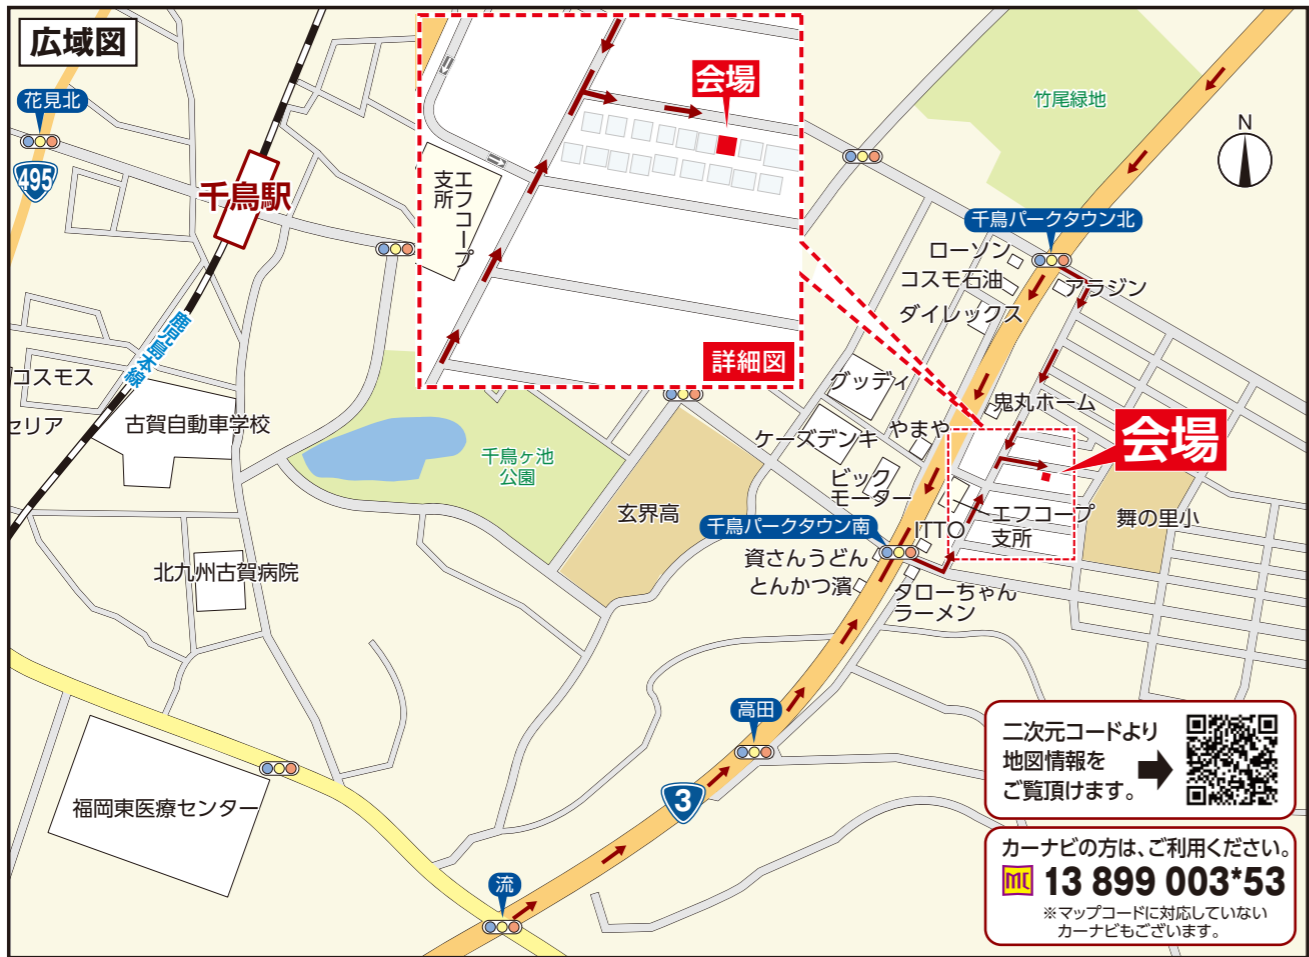 広域図
花見北
495
千鳥駅
鹿児島本線
コスモス
セリア
古賀自動車学校
北九州古賀病院
福岡東医療センター
会場
エフコープ
支所
詳細図
千鳥ヶ池
公園
玄界高
竹尾緑地
N
千鳥パークタウン北
ローソン
コスモ石油
ダイレックス
アラジン
グッディ
鬼丸ホーム
ケーズデンキ
やまや
ビック
モーター
会場
千鳥パークタウン南
ITTO
エフコープ
支所
舞の里小
資さんうどん
とんかつ濱
タローちゃん
ラーメン
高田
3
流
二次元コードより
地図情報を
ご覧頂けます。
カーナビの方は、ご利用ください。
MC 13 899 003*53
※マップコードに対応していない
カーナビもございます。